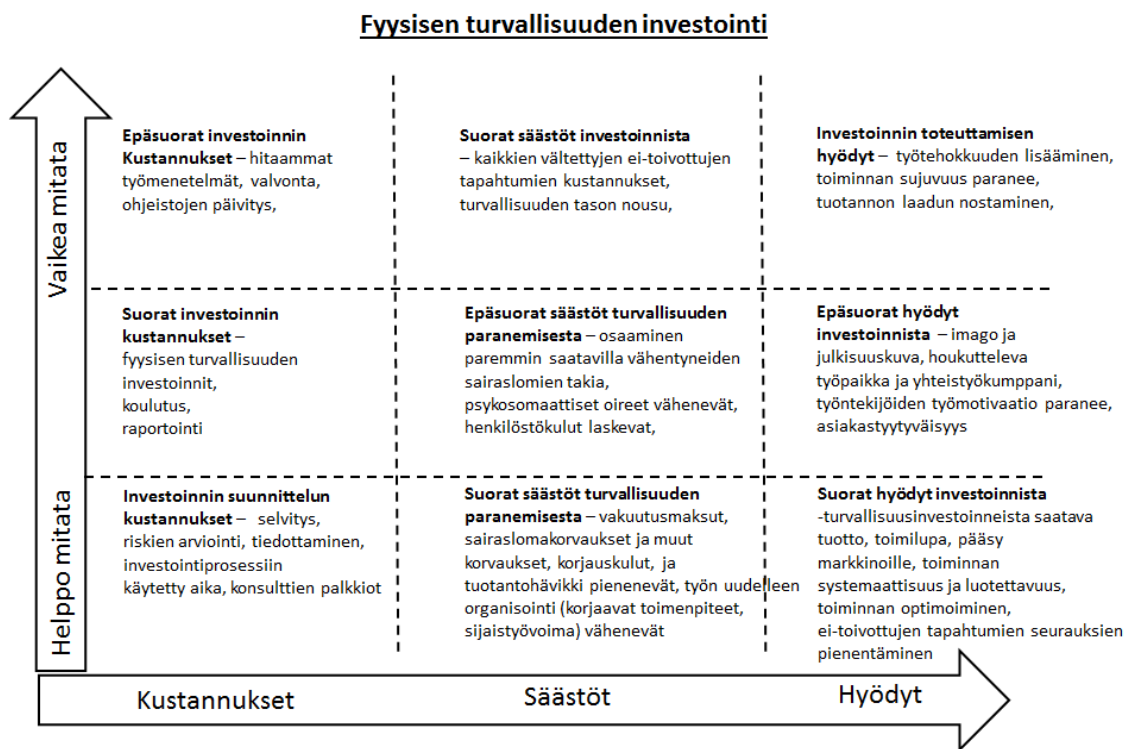 Fyysisen turvallisuuden investointi
Vaikea mitata
Helppo mitata
Epäsuorat investoinnin
Kustannukset – hitaammat
työmenetelmät, valvonta,
ohjeistojen päivitys,
Suorat säästöt investoinnista
– kaikkien vältettyjen ei-toivottujen
tapahtumien kustannukset,
turvallisuuden tason nousu,
Investoinnin toteuttamisen
hyödyt – työtehokkuuden lisääminen,
toiminnan sujuvuus paranee,
tuotannon laadun nostaminen,
Suorat investoinnin
kustannukset –
fyysisen turvallisuuden
investoinnit,
koulutus,
raportointi
Epäsuorat säästöt turvallisuuden
paranemisesta – osaaminen
paremmin saatavilla vähentyneiden
sairaslomien takia,
psykosomaattiset oireet vähenevät,
henkilöstökulut laskevat,
Epäsuorat hyödyt
investoinnista – imago ja
julkisuuskuva, houkutteleva
työpaikka ja yhteistyökumppani,
työntekijöiden työmotivaatio paranee,
asiakastyytyväisyys
Investoinnin suunnittelun
kustannukset – selvitys,
riskien arviointi, tiedottaminen,
investointiprosessiin
käytetty aika, konsulttien palkkiot
Suorat säästöt turvallisuuden
paranemisesta – vakuutusmaksut,
sairaslomakorvaukset ja muut
korvaukset, korjauskulut, ja
tuotantohävikki pienenevät, työn uudelleen
organisointi (korjaavat toimenpiteet,
sijaistyövoima) vähenevät
Suorat hyödyt investoinnista
-turvallisuusinvestoinneista saatava
tuotto, toimilupa, pääsy
markkinoille, toiminnan
systemaattisuus ja luotettavuus,
toiminnan optimoiminen,
ei-toivottujen tapahtumien seurauksien
pienentäminen
Kustannukset
Säästöt
Hyödyt